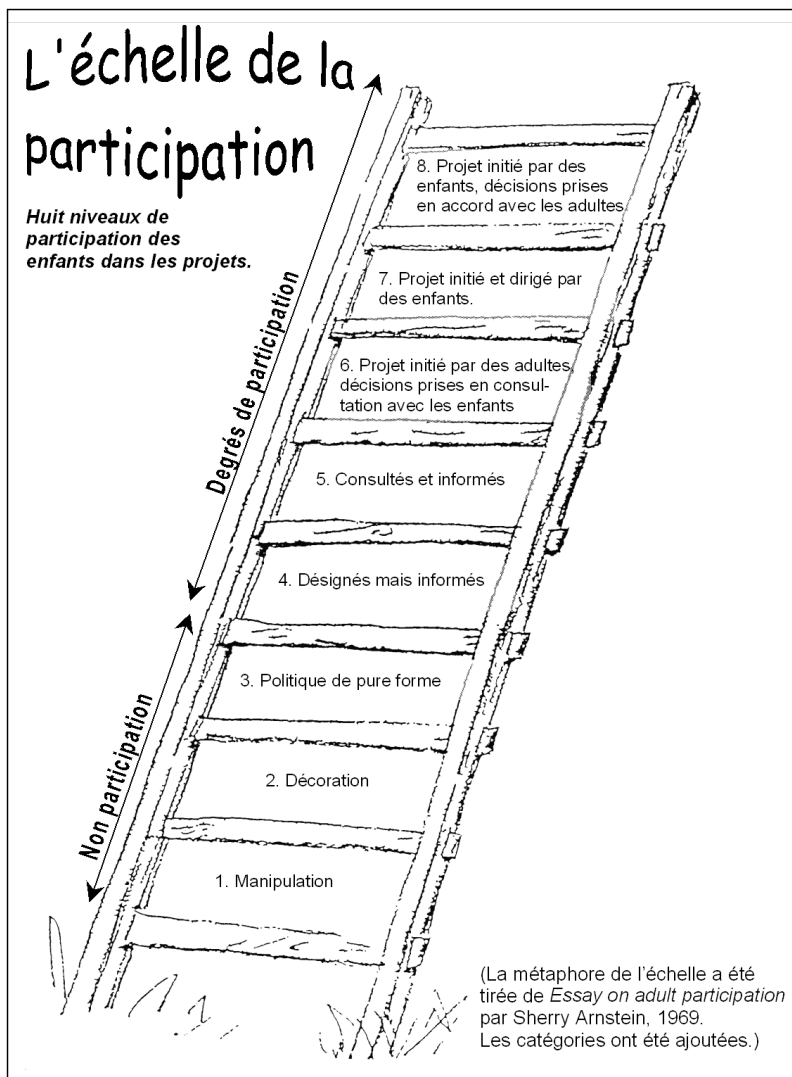 L'échelle de la
participation
Huit niveaux de
participation des
enfants dans les projets.
Degrés de participation
8. Projet initié par des
enfants, décisions prises
en accord avec les adultes
7. Projet initié et dirigé par
des enfants.
6. Projet initié par des adultes,
décisions prises en consul-
tation avec les enfants
5. Consultés et informés
4. Désignés mais informés
Non participation
3. Politique de pure forme
2. Décoration
1. Manipulation
(La métaphore de l'échelle a été
tirée de Essay on adult participation
par Sherry Arnstein, 1969.
Les catégories ont été ajoutées.)